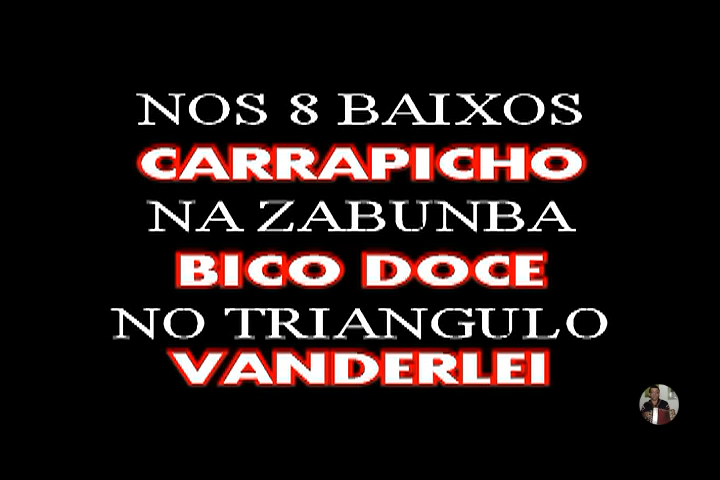 NOS 8 BAIXOS
CARRAPICHO
NA ZABUNBA
BICO DOCE
NO TRIANGULO
VANDERLEI